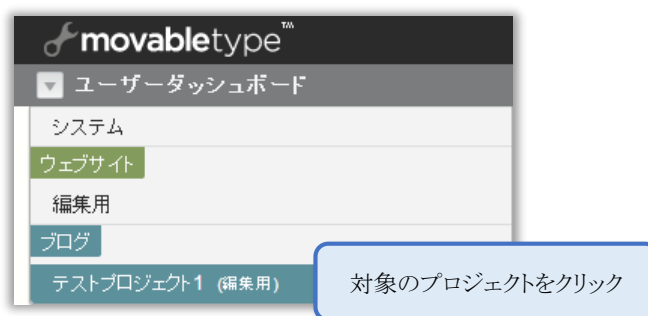 movabletype™
ユーザーダッシュボード
システム
ウェブサイト
編集用
ブログ
テストプロジェクト1 (編集用)
対象のプロジェクトをクリック